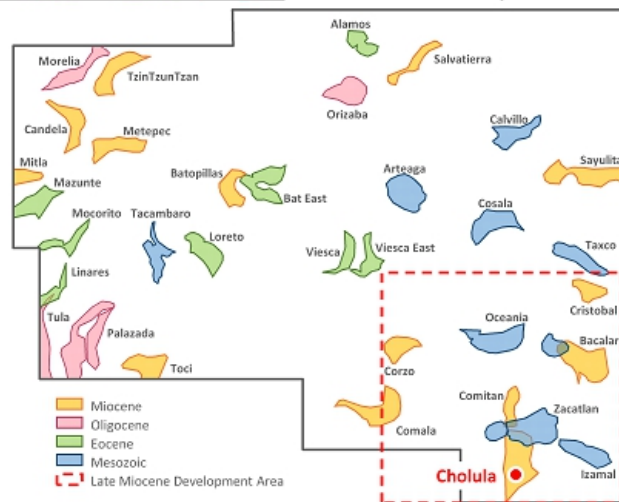 Alamos
Morelia
Salvatierra
TzinTzunTzan
Orizaba
Candela
Metepec
Calvillo
Mitla
Batopillas
Arteaga
Sayulita
Mazunte
Bat East
Mocorito
Tacambaro
Cosala
Loreto
Viesca
Viesca East
Taxco
Linares
Cristobal
Tula
Palazada
Oceania
Bacalar
Toci
Corzo
Comitan
Zacatlan
Comala
Cholula
Izamal
Miocene
Oligocene
Eocene
Mesozoic
Late Miocene Development Area